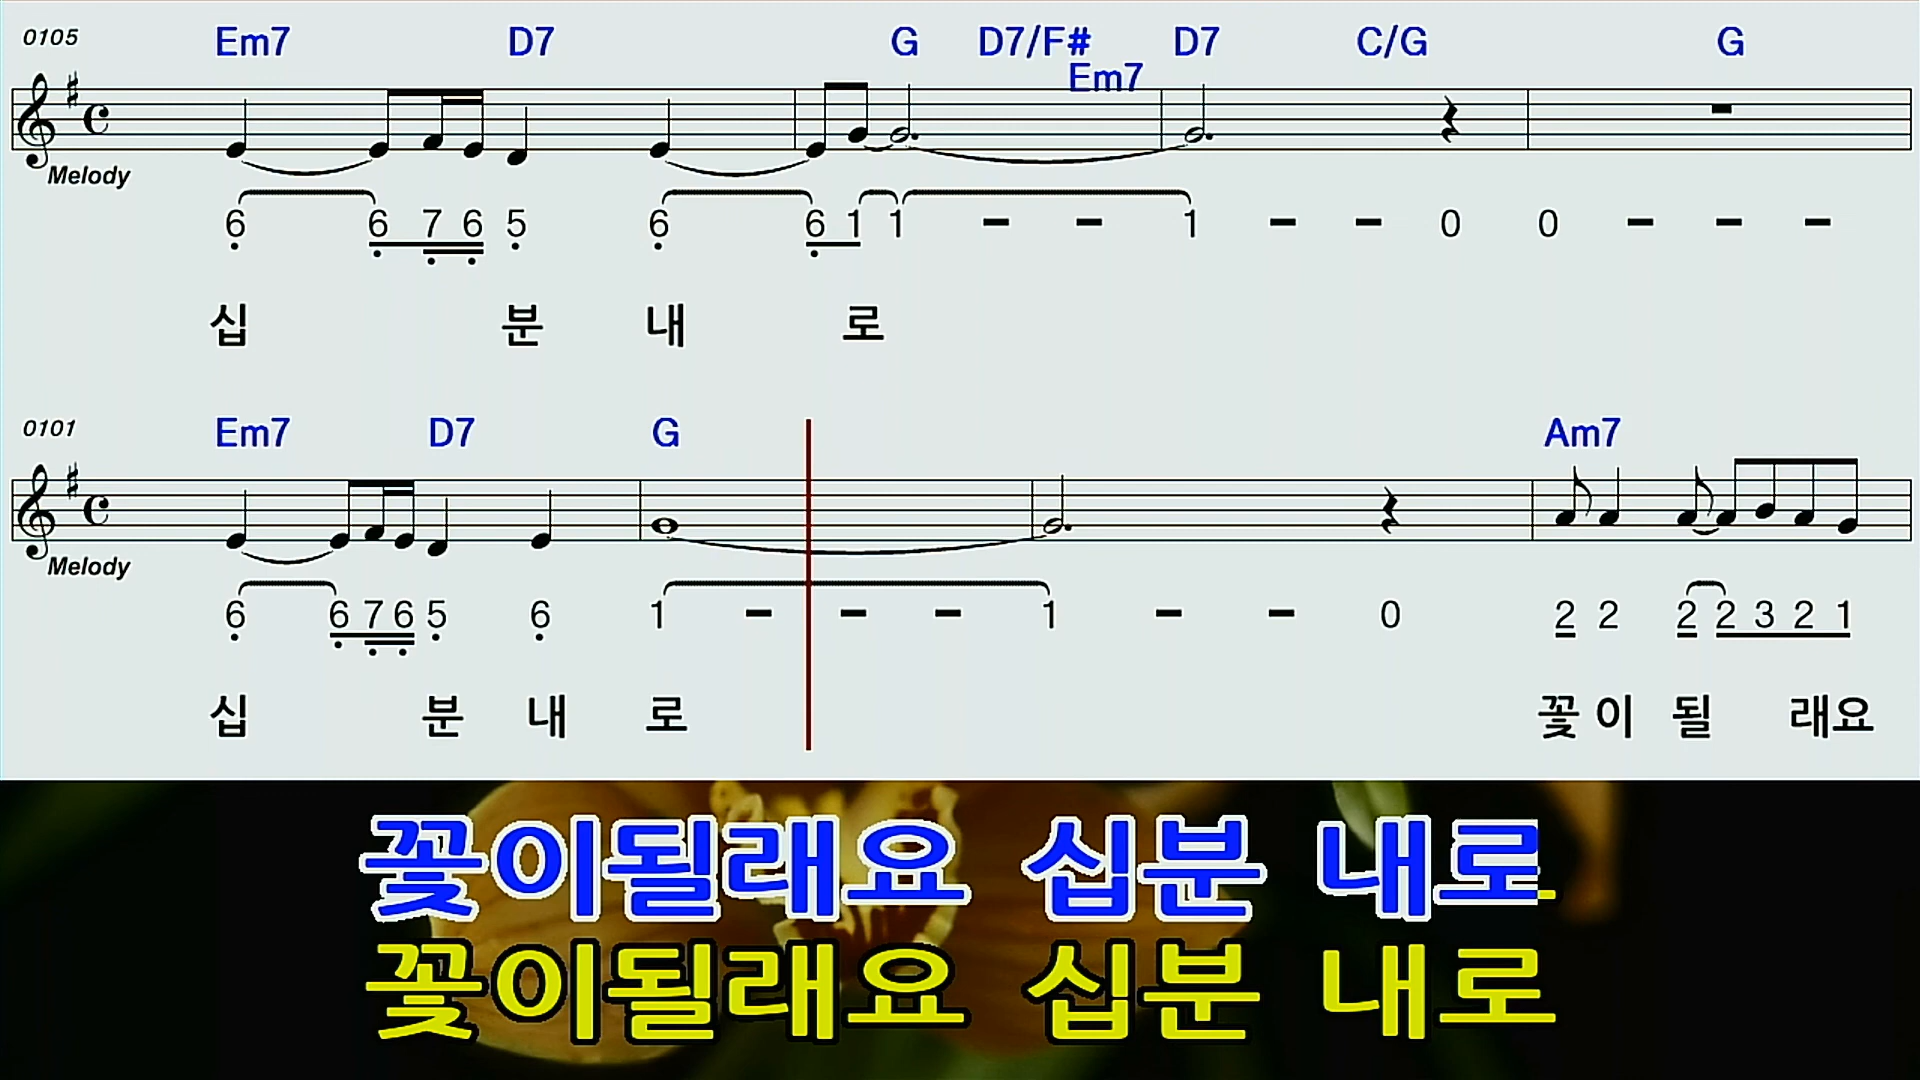 0105 Em7 D7 G D7/F# Em7 D7 C/G G
Melody
6 6 7 6 5 6 6 1 1 - - 1 - - 0 0 - - -
십 분 내 로
0101 Em7 D7 G Am7
Melody
6 6 7 6 5 6 1 - - - 1 - - 0 2 2 2 2 3 2 1
십 분 내 로 꽃 이 될 래요
꽃이될래요 십분 내로
꽃이될래요 십분 내로